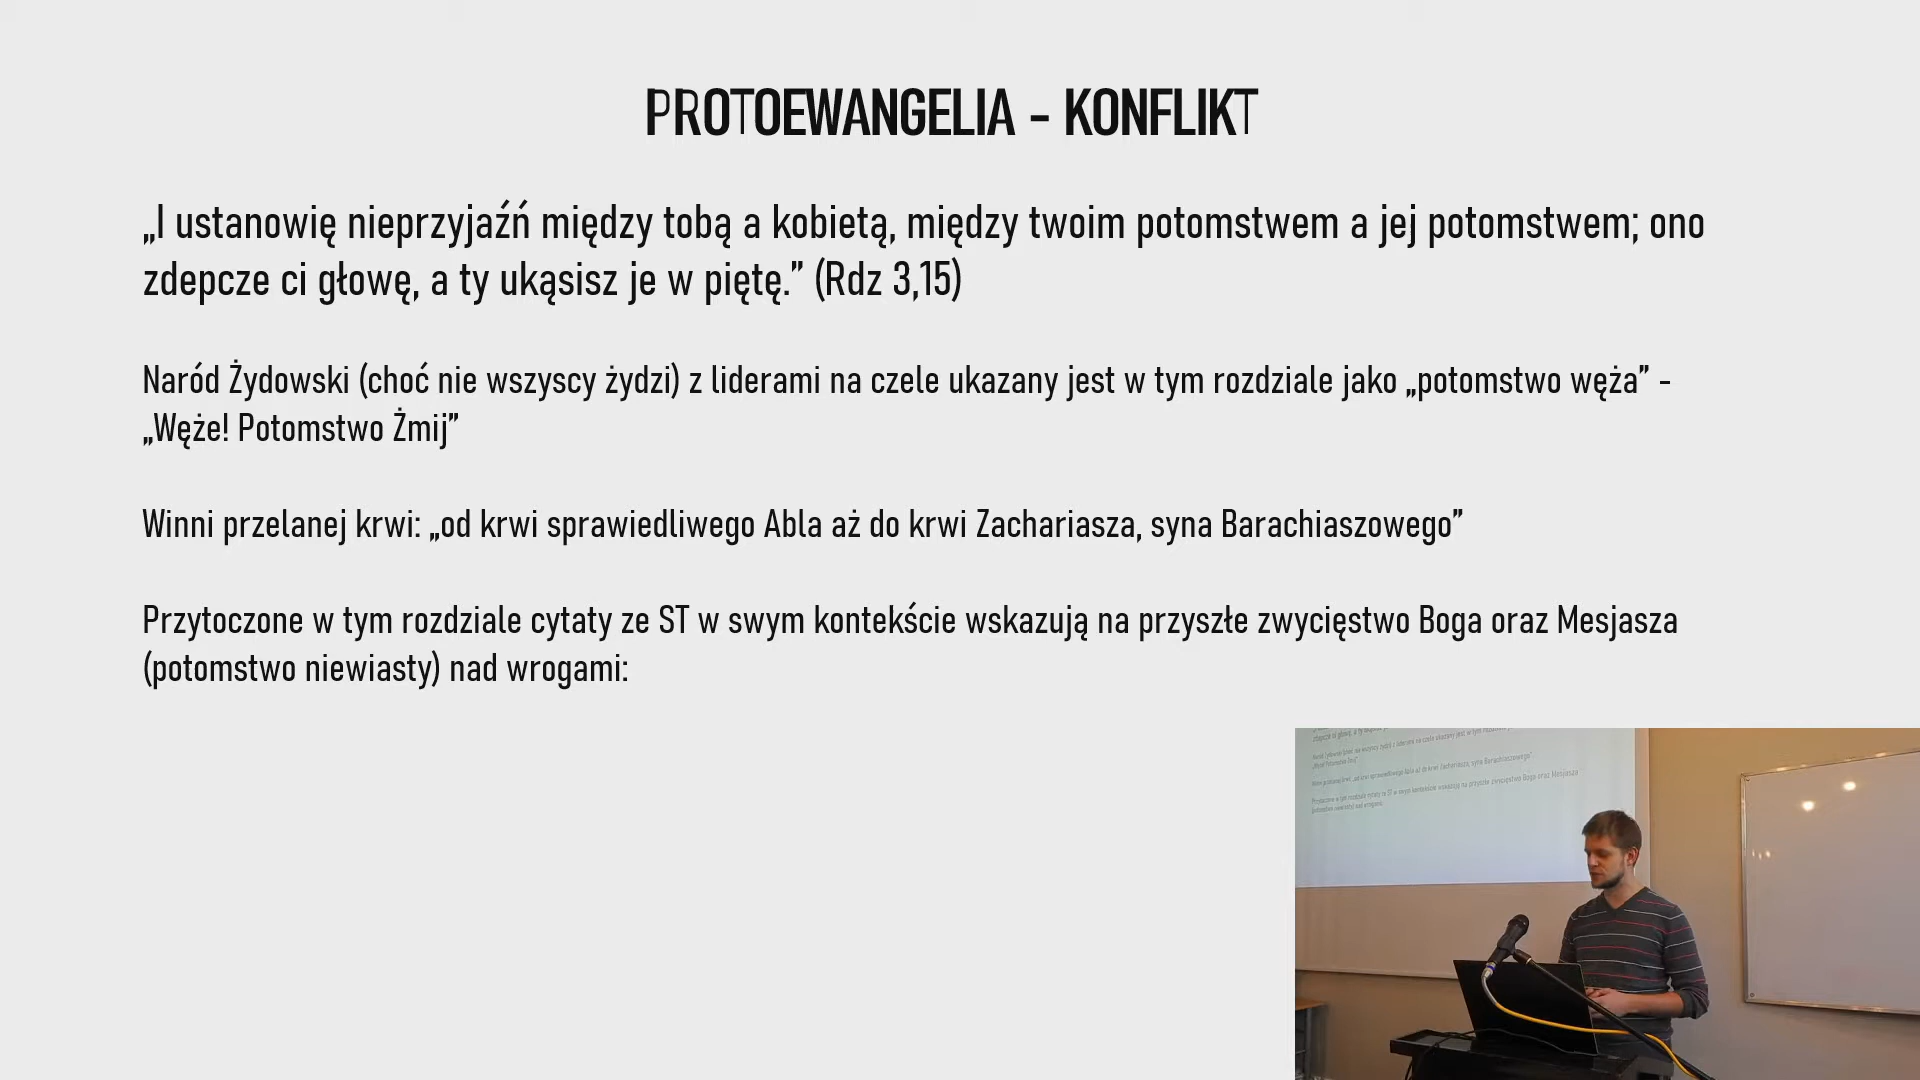 PROTOEWANGELIA - KONFLIKT
„I ustanowię nieprzyjaźń między tobą a kobietą, między twoim potomstwem a jej potomstwem; ono
zdepcze ci głowę, a ty ukąsisz je w piętę.” (Rdz 3,15)
Naród Żydowski (choć nie wszyscy żydzi) z liderami na czele ukazany jest w tym rozdziale jako „potomstwo węża” -
„Węże! Potomstwo Żmij”
Winni przelanej krwi: „od krwi sprawiedliwego Abla aż do krwi Zachariasza, syna Barachiaszowego”
Przytoczone w tym rozdziale cytaty ze ST w swym kontekście wskazują na przyszłe zwycięstwo Boga oraz Mesjasza
(potomstwo niewiasty) nad wrogami: